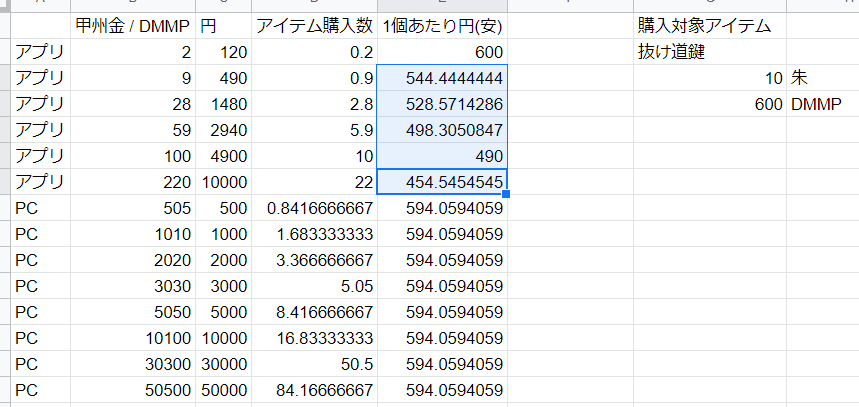 甲州金 / DMMP 円 アイテム購入数 1個あたり円(安) 購入対象アイテム
アプリ 2 120 0.2 600 抜け道鍵
アプリ 9 490 0.9 544.4444444 10 朱
アプリ 28 1480 2.8 528.5714286 600 DMMP
アプリ 59 2940 5.9 498.3050847
アプリ 100 4900 10 490
アプリ 220 10000 22 454.5454545
PC 505 500 0.8416666667 594.0594059
PC 1010 1000 1.683333333 594.0594059
PC 2020 2000 3.366666667 594.0594059
PC 3030 3000 5.05 594.0594059
PC 5050 5000 8.416666667 594.0594059
PC 10100 10000 16.83333333 594.0594059
PC 30300 30000 50.5 594.0594059
PC 50500 50000 84.16666667 594.0594059